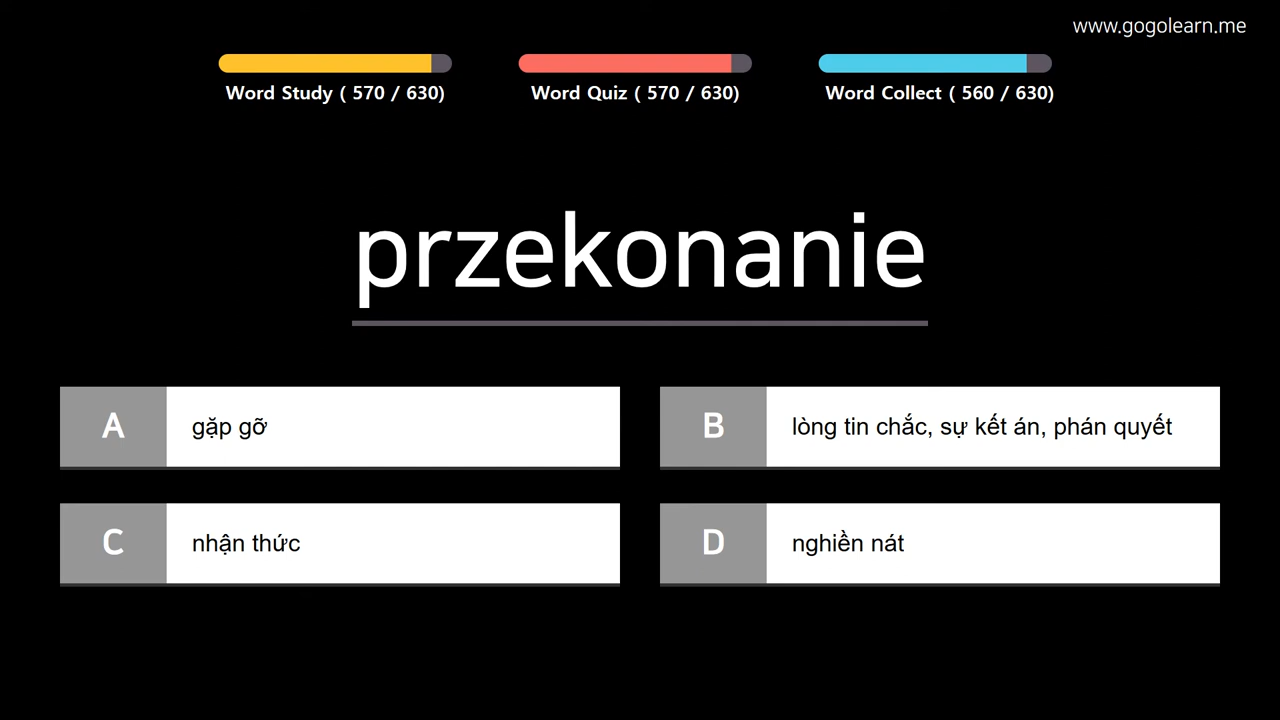 www.gogolearn.me
Word Study ( 570 / 630)
Word Quiz ( 570 / 630)
Word Collect ( 560 / 630)
przekonanie
A
gặp gỡ
B
lòng tin chắc, sự kết án, phán quyết
C
nhận thức
D
nghiền nát